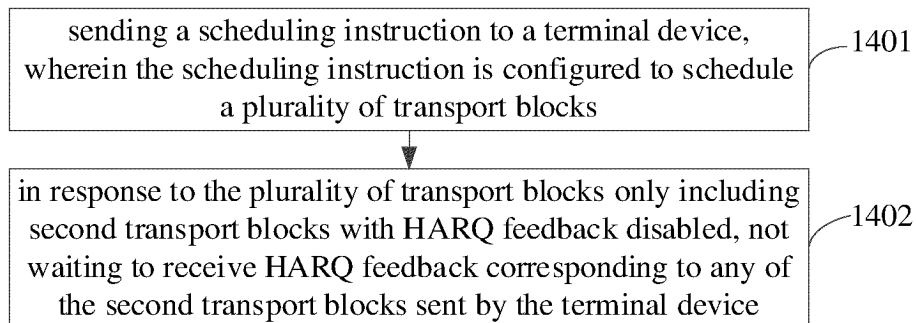 sending a scheduling instruction to a terminal device,
wherein the scheduling instruction is configured to schedule
a plurality of transport blocks
1401
in response to the plurality of transport blocks only including
second transport blocks with HARQ feedback disabled, not
waiting to receive HARQ feedback corresponding to any of
the second transport blocks sent by the terminal device
1402